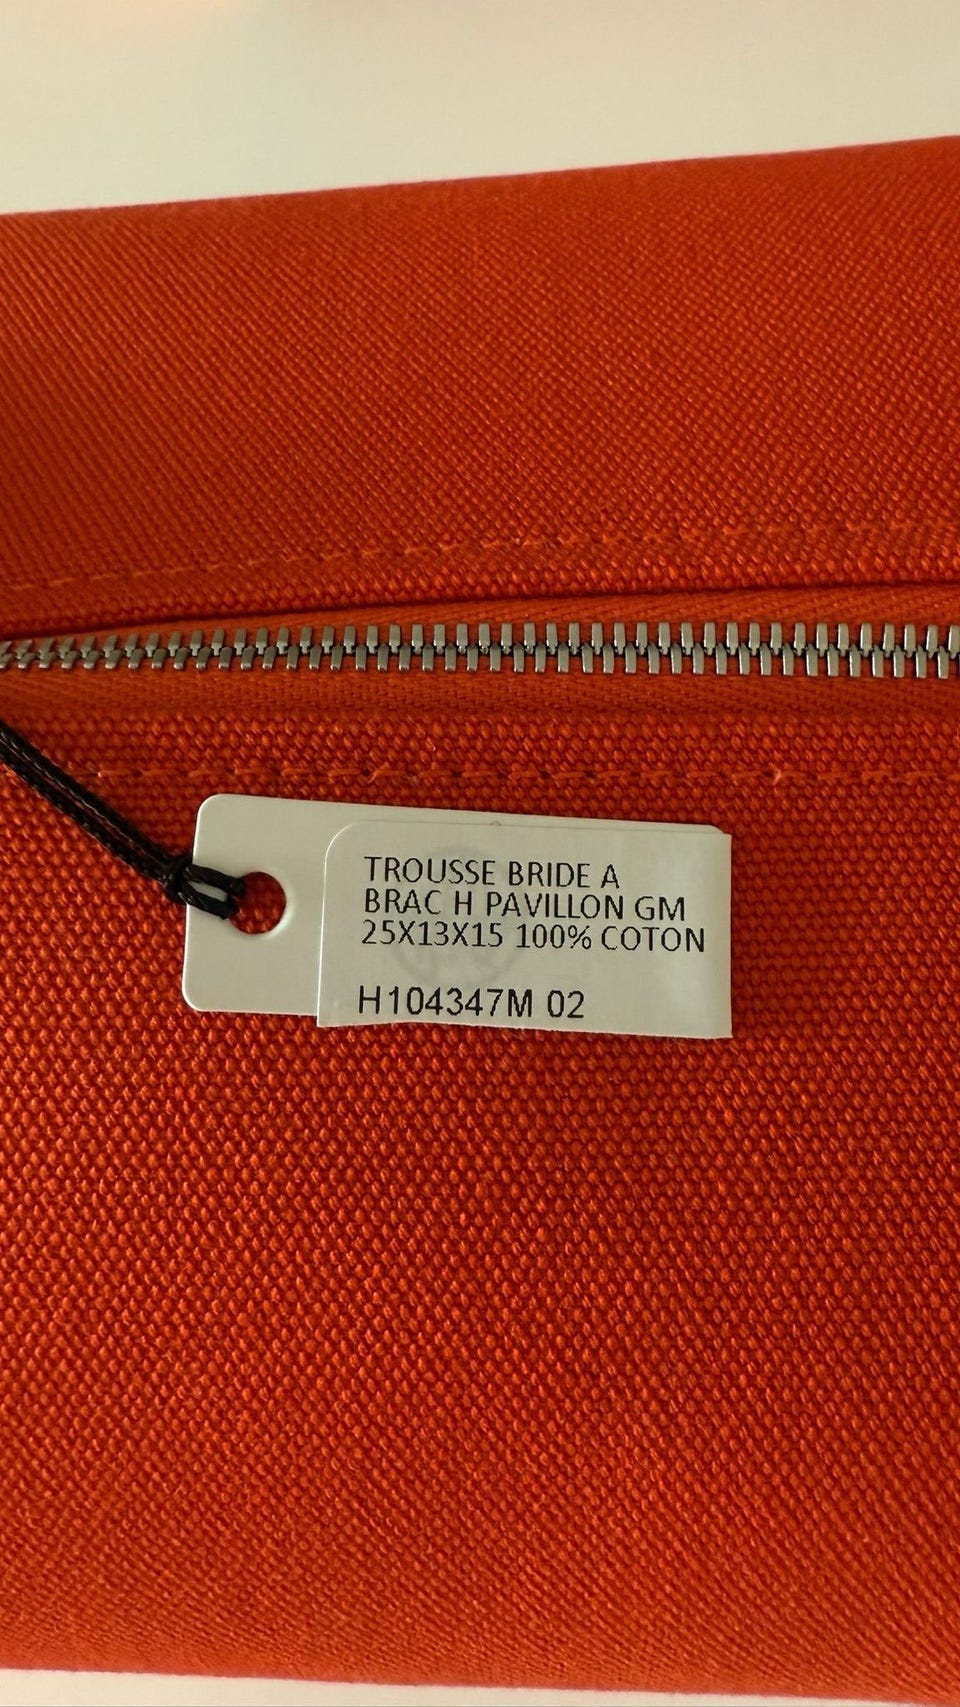 TROUSSE BRIDE A
BRAC H PAVILLON GM
25X13X15 100% COTON
H104347M 02